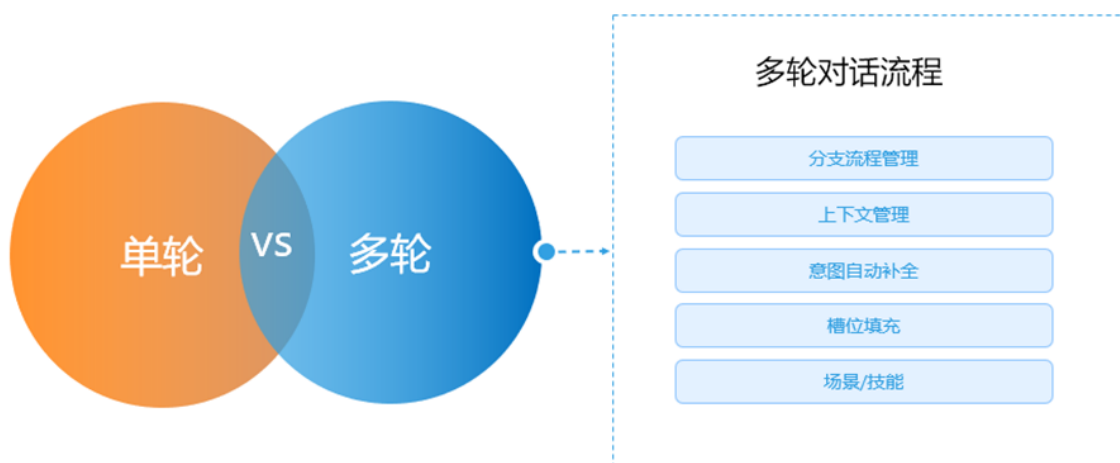 单轮
VS
多轮
多轮对话流程
分支流程管理
上下文管理
意图自动补全
槽位填充
场景/技能